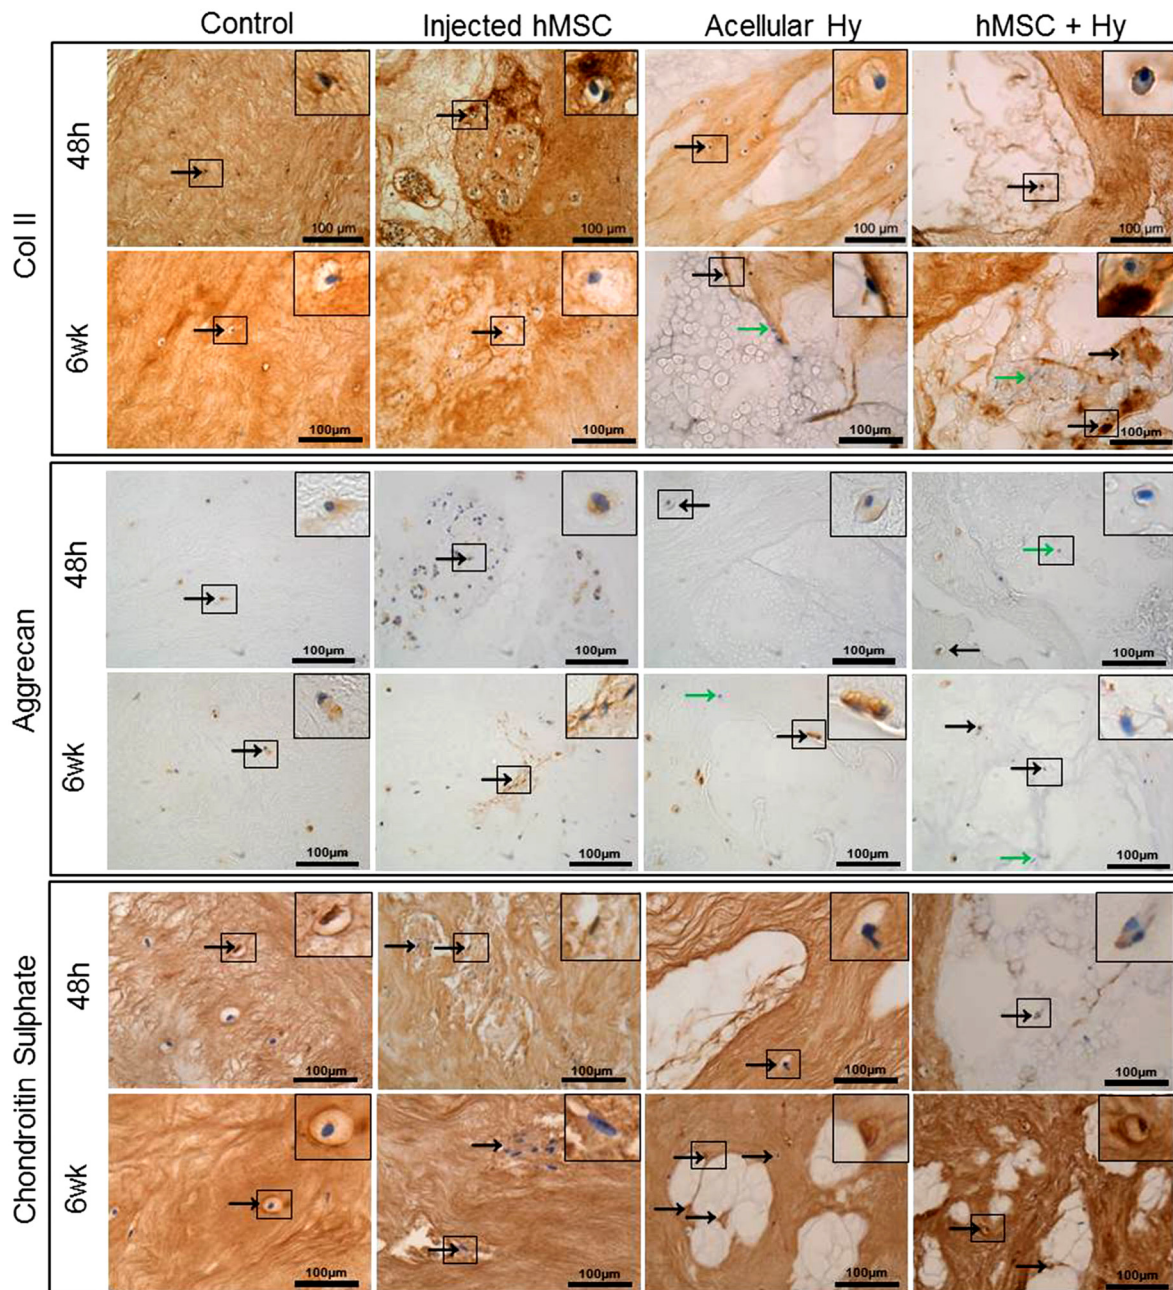 Control Injected hMSC Acellular Hy hMSC + Hy
Col II
48h
100 µm 100 µm 100 µm 100 µm
6wk
100µm 100µm 100µm 100µm
Aggrecan
48h
100µm 100µm 100µm 100µm
6wk
100µm 100µm 100µm 100µm
Chondroitin Sulphate
48h
100µm 100µm 100µm 100µm
6wk
100µm 100µm 100µm 100µm